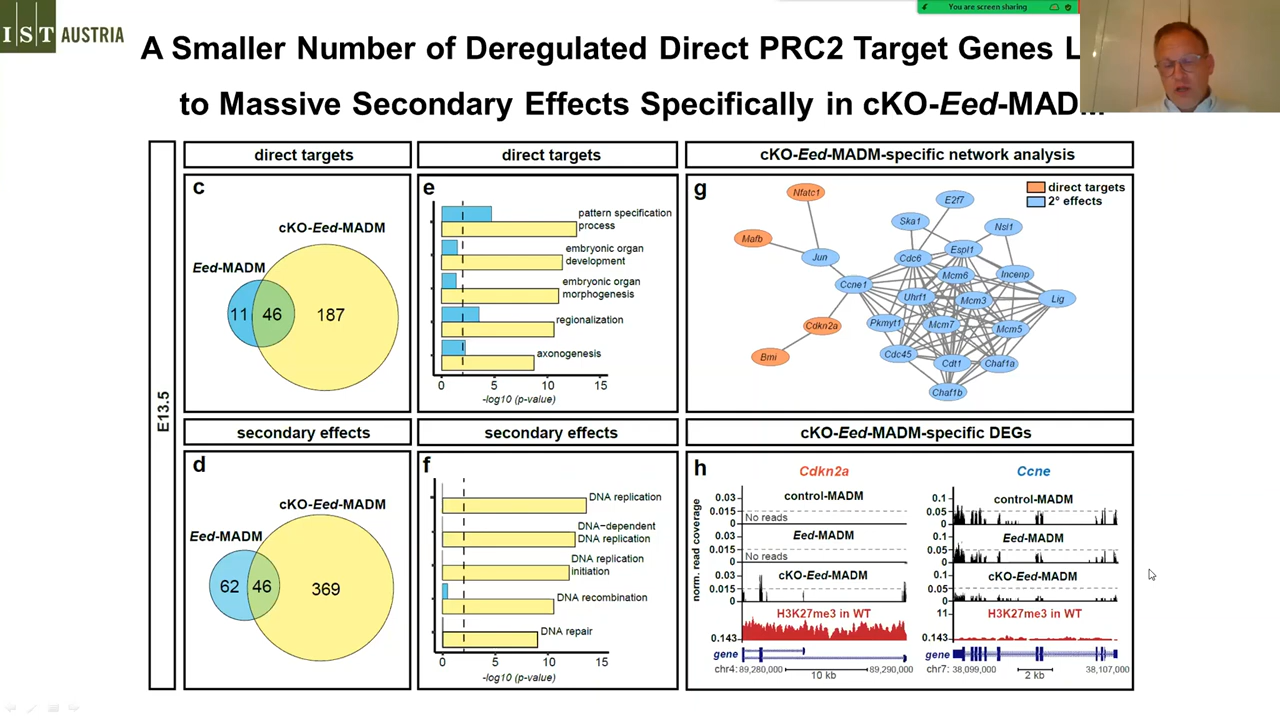 IST AUSTRIA
You are screen sharing
A Smaller Number of Deregulated Direct PRC2 Target Genes L
to Massive Secondary Effects Specifically in cKO-Eed-MADM
E13.5
direct targets
c
cKO-Eed-MADM
Eed-MADM
11 46 187
direct targets
e
pattern specification
process
embryonic organ
development
embryonic organ
morphogenesis
regionalization
axonogenesis
0 5 10 15
-log10 (p-value)
cKO-Eed-MADM-specific network analysis
g
direct targets
2° effects
Nfatc1
E2f7
Ska1
Nsl1
Mafb
Espl1
Jun
Cdc6
Mcm6
Incenp
Ccne1
Uhrf1
Mcm3
Lig
Cdkn2a
Pkmyt1
Mcm7
Mcm5
Bmi
Cdc45
Cdt1
Chaf1a
Chaf1b
secondary effects
d
cKO-Eed-MADM
Eed-MADM
62 46 369
secondary effects
f
DNA replication
DNA−dependent
DNA replication
DNA replication
initiation
DNA recombination
DNA repair
0 5 10 15
-log10 (p-value)
cKO-Eed-MADM-specific DEGs
h
Cdkn2a
norm. read coverage
control-MADM
0.03
0.015
No reads
0
Eed-MADM
0.03
0.015
No reads
0
cKO-Eed-MADM
0.03
0.015
0
H3K27me3 in WT
0.143
gene
chr4: 89,280,000 89,290,000
10 kb
Ccne
control-MADM
0.1
0.05
0
Eed-MADM
0.1
0.05
0
cKO-Eed-MADM
0.1
0.05
0
H3K27me3 in WT
11
0.143
gene
chr7: 38,099,000 38,107,000
2 kb